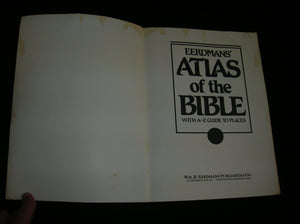 EERDMANS'
ATLAS
of the
BIBLE
WITH A-Z GUIDE TO PLACES
WM. B. EERDMANS PUBLISHING CO.